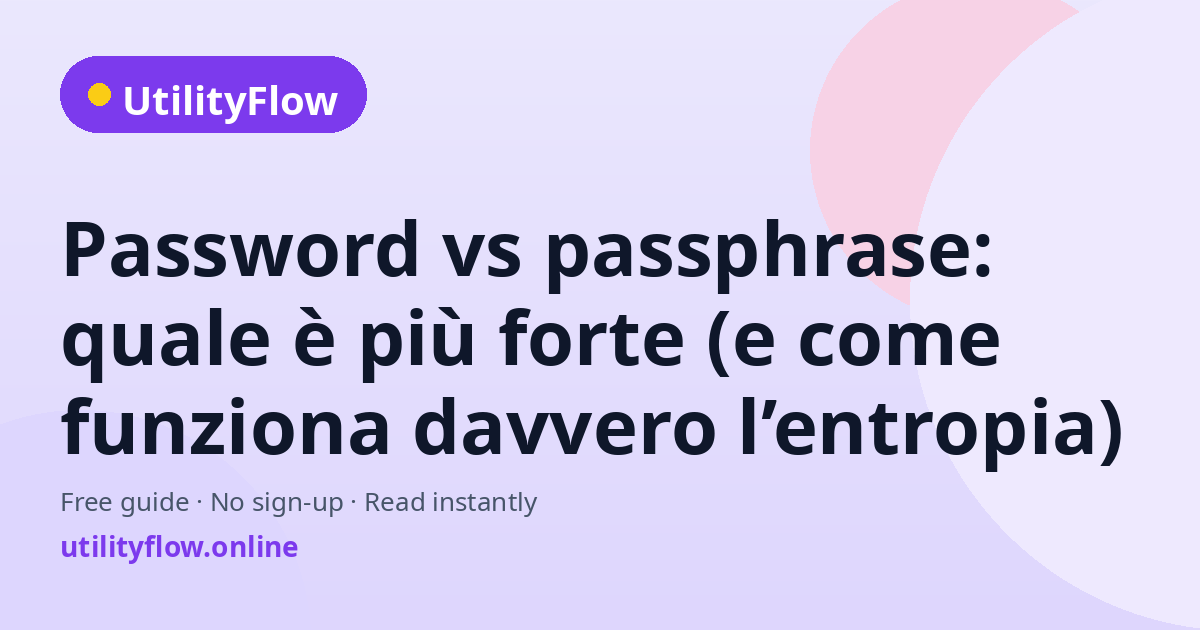 UtilityFlow
Password vs passphrase:
quale è più forte (e come
funziona davvero l’entropia)
Free guide · No sign-up · Read instantly
utilityflow.online